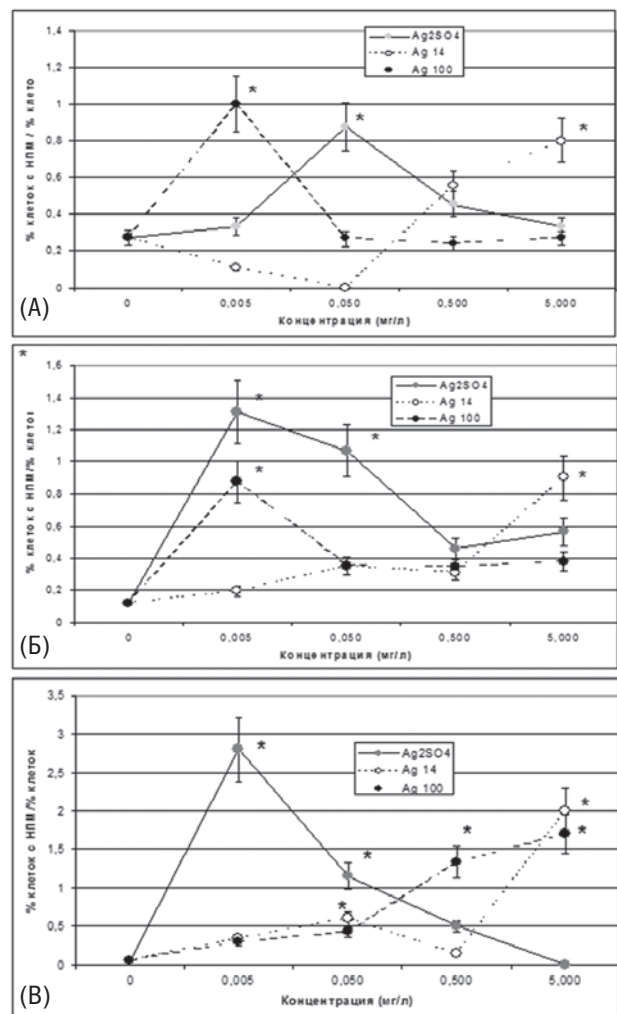 1,4
1,2
1
0,8
0,6
0,4
0,2
0
% клеток с НПМ / % клето
Ag2SO4
Ag 14
Ag 100
*
*
*
0 0,005 0,050 0,500 5,000
Концентрация (мг/л)
(А)
*
1,6
1,4
1,2
1
0,8
0,6
0,4
0,2
0
% клеток с НПМ/% клеток
Ag2SO4
Ag 14
Ag 100
*
*
*
*
0 0,005 0,050 0,500 5,000
Концентрация (мг/л)
(Б)
3,5
3
2,5
2
1,5
1
0,5
0
% клеток с НПМ/% клеток
Ag2SO4
Ag 14
Ag 100
*
*
*
*
*
*
0 0,005 0,050 0,500 5,000
Концентрация (мг/л)
(В)